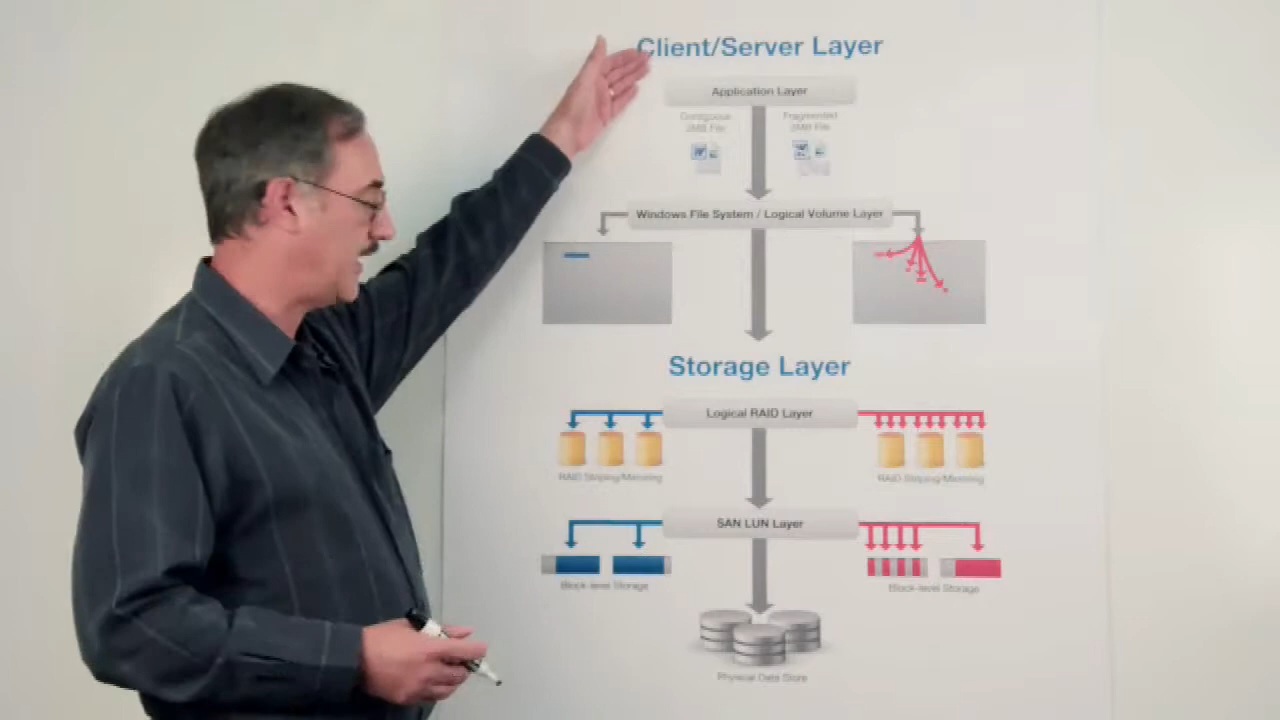 Client/Server Layer
Application Layer
Contiguous
2MB File
Fragmented
2MB File
Windows File System / Logical Volume Layer
Storage Layer
Logical RAID Layer
RAID Striping/Mirroring
RAID Striping/Mirroring
SAN LUN Layer
Block-level Storage
Block-level Storage
Physical Data Store